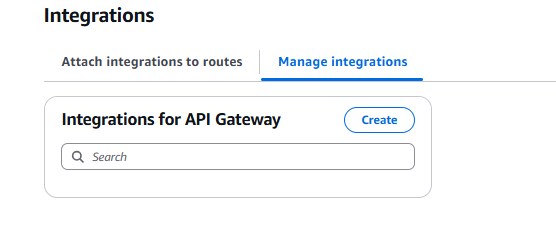 Integrations
Attach integrations to routes
Manage integrations
Integrations for API Gateway
Create
Search